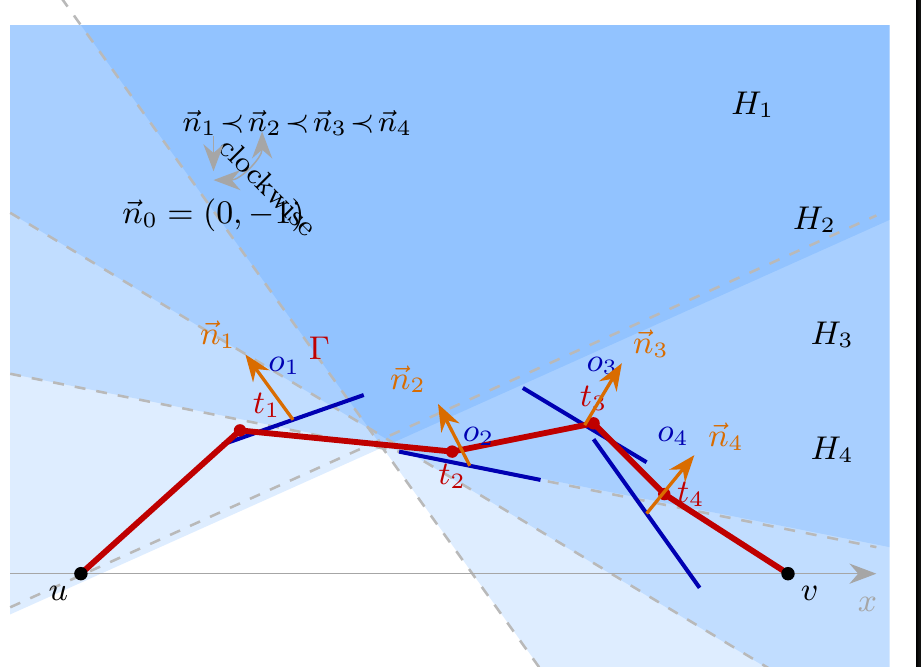 H₁
n⃗₁ ≺ n⃗₂ ≺ n⃗₃ ≺ n⃗₄
clockwise
n⃗₀ = (0, −1)
H₂
n⃗₁
Γ
H₃
n⃗₃
o₁
o₃
n⃗₂
t₁
t₃
o₂
o₄
n⃗₄
H₄
t₂
t₄
u
v
x